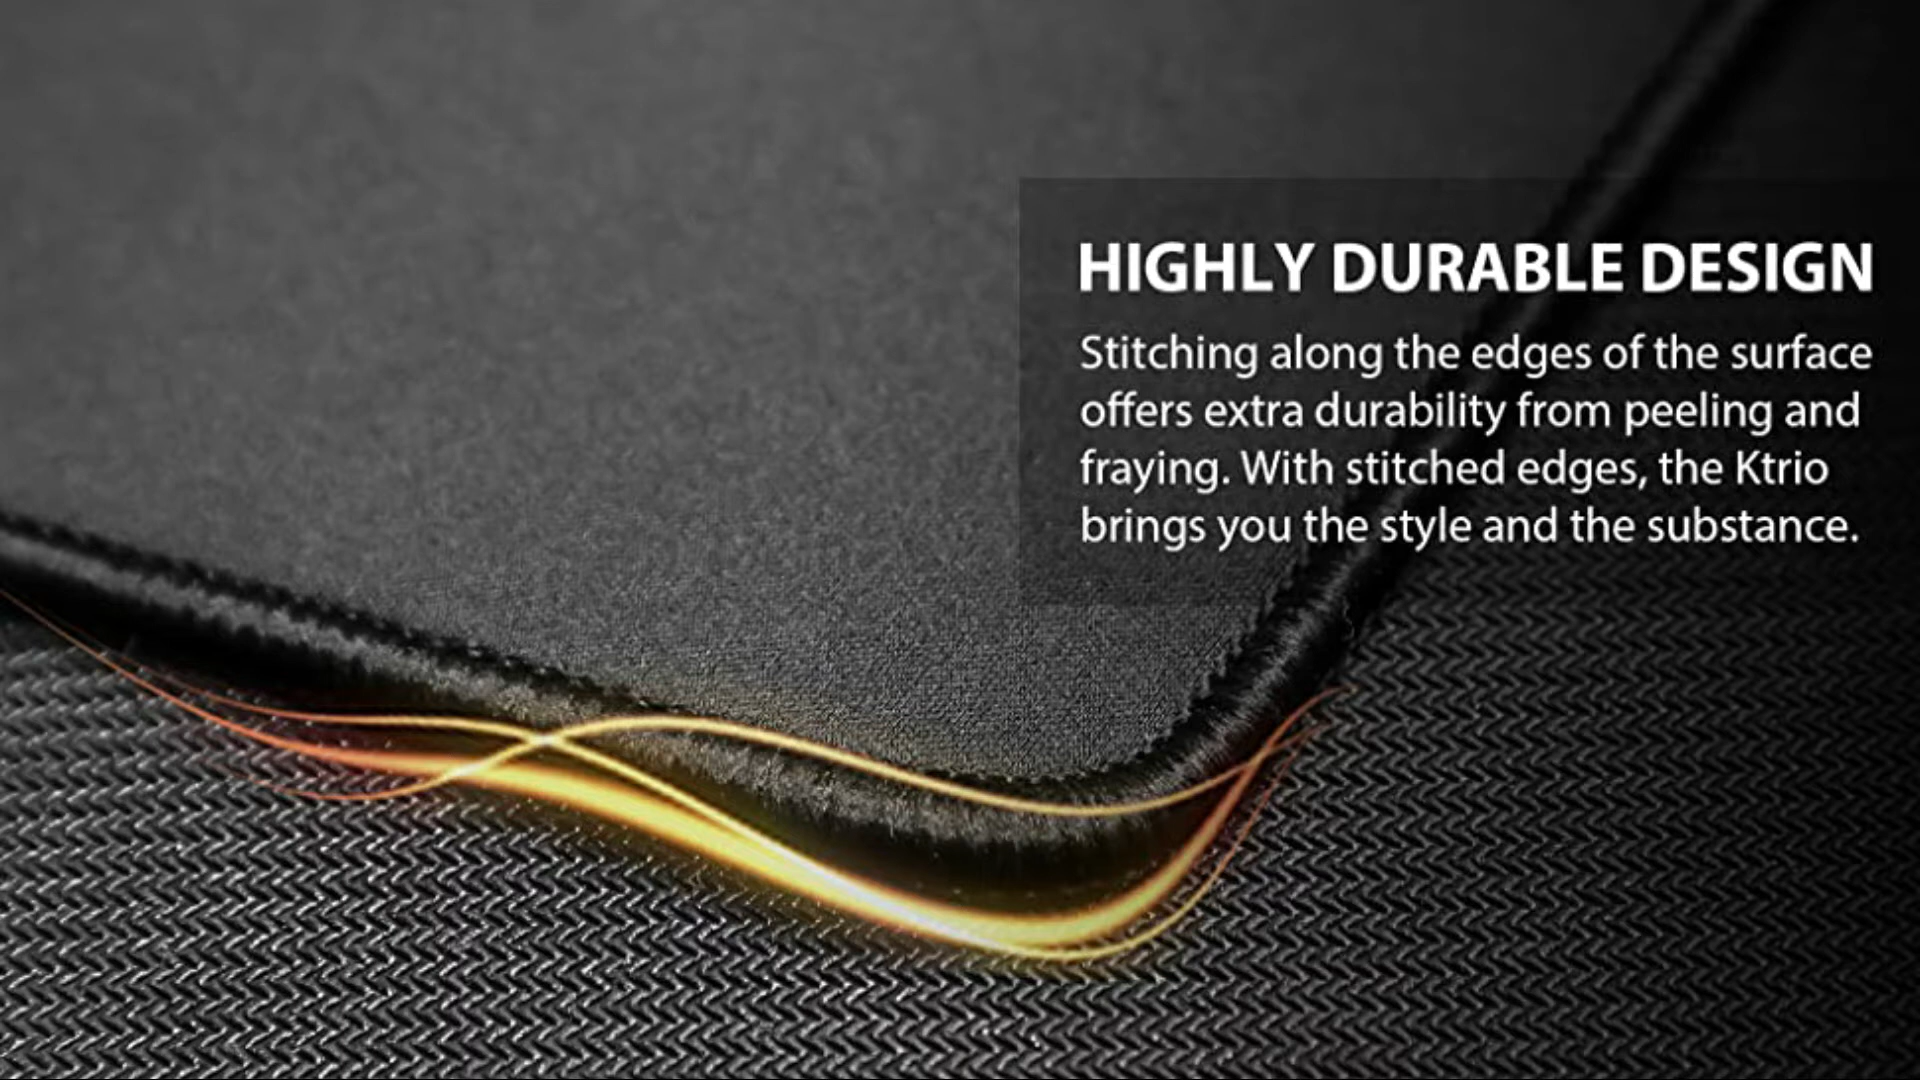 HIGHLY DURABLE DESIGN
Stitching along the edges of the surface
offers extra durability from peeling and
fraying. With stitched edges, the Ktrio
brings you the style and the substance.